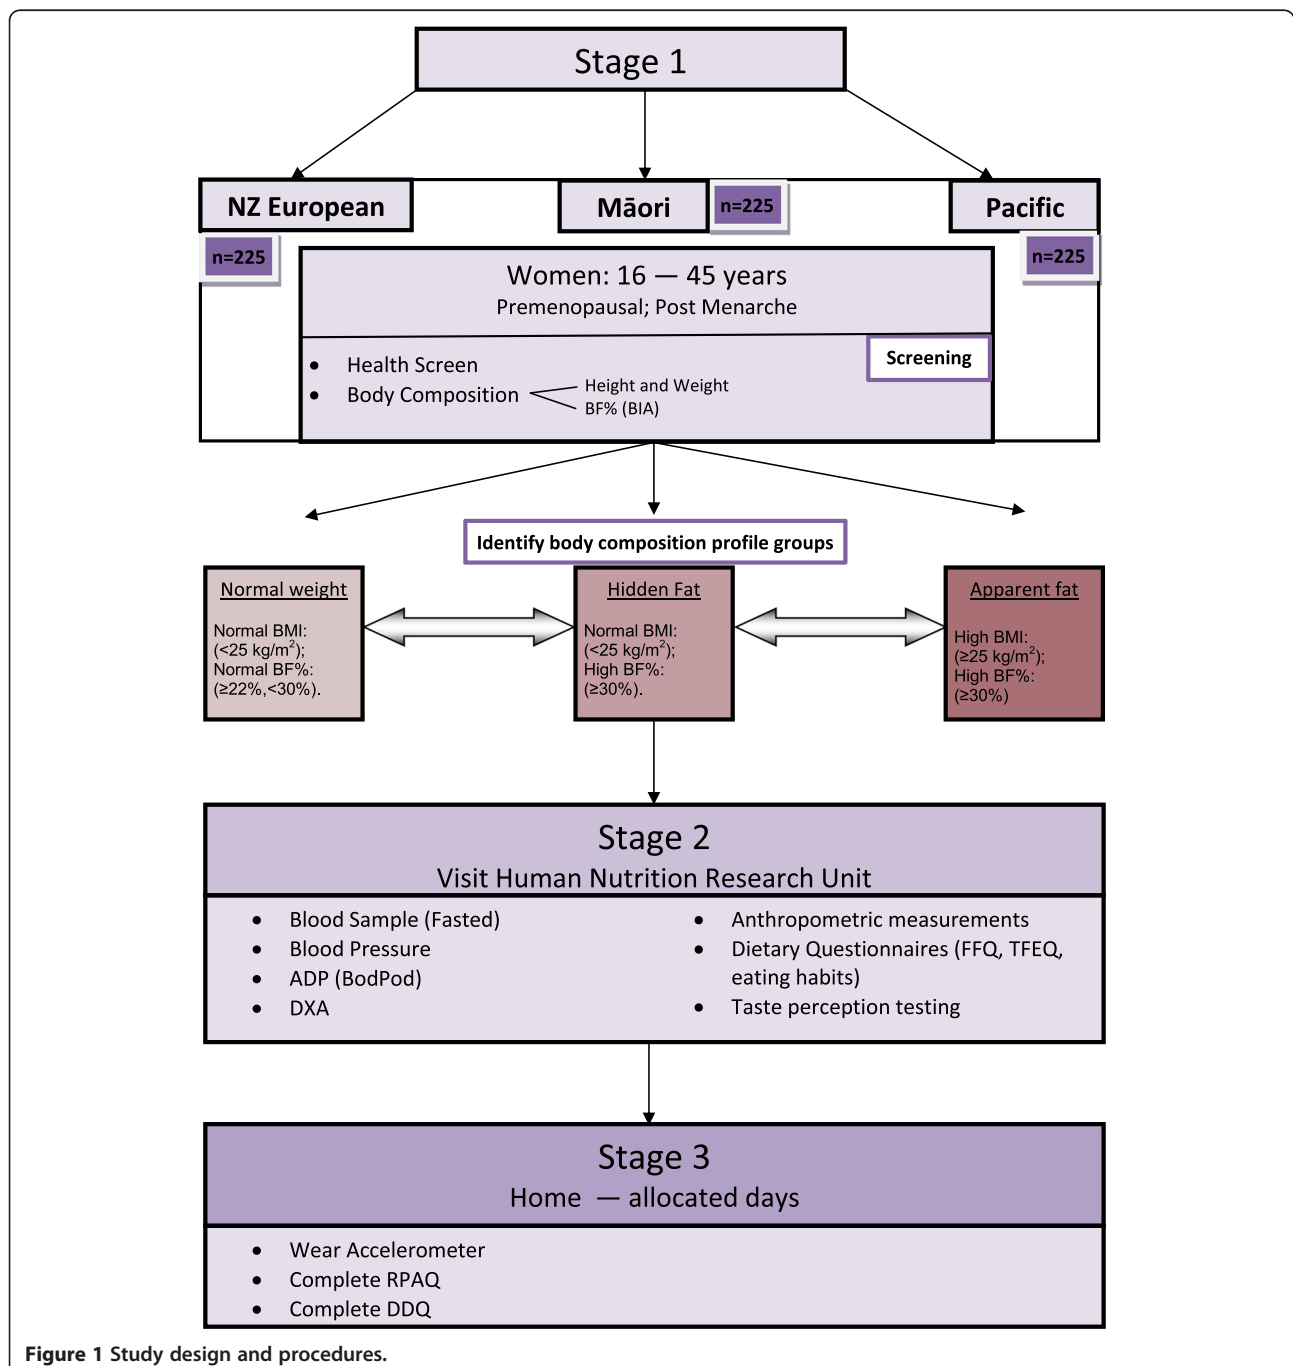 Stage 1
NZ European
n=225
Māori
n=225
Pacific
n=225
Women: 16 — 45 years
Premenopausal; Post Menarche
Screening
• Health Screen
• Body Composition
Height and Weight
BF% (BIA)
Identify body composition profile groups
Normal weight
Normal BMI:
(<25 kg/m²);
Normal BF%:
(≥22%,<30%).
Hidden Fat
Normal BMI:
(<25 kg/m²);
High BF%:
(≥30%).
Apparent fat
High BMI:
(≥25 kg/m²);
High BF%:
(≥30%)
Stage 2
Visit Human Nutrition Research Unit
• Blood Sample (Fasted)
• Blood Pressure
• ADP (BodPod)
• DXA
• Anthropometric measurements
• Dietary Questionnaires (FFQ, TFEQ,
eating habits)
• Taste perception testing
Stage 3
Home — allocated days
• Wear Accelerometer
• Complete RPAQ
• Complete DDQ
Figure 1 Study design and procedures.